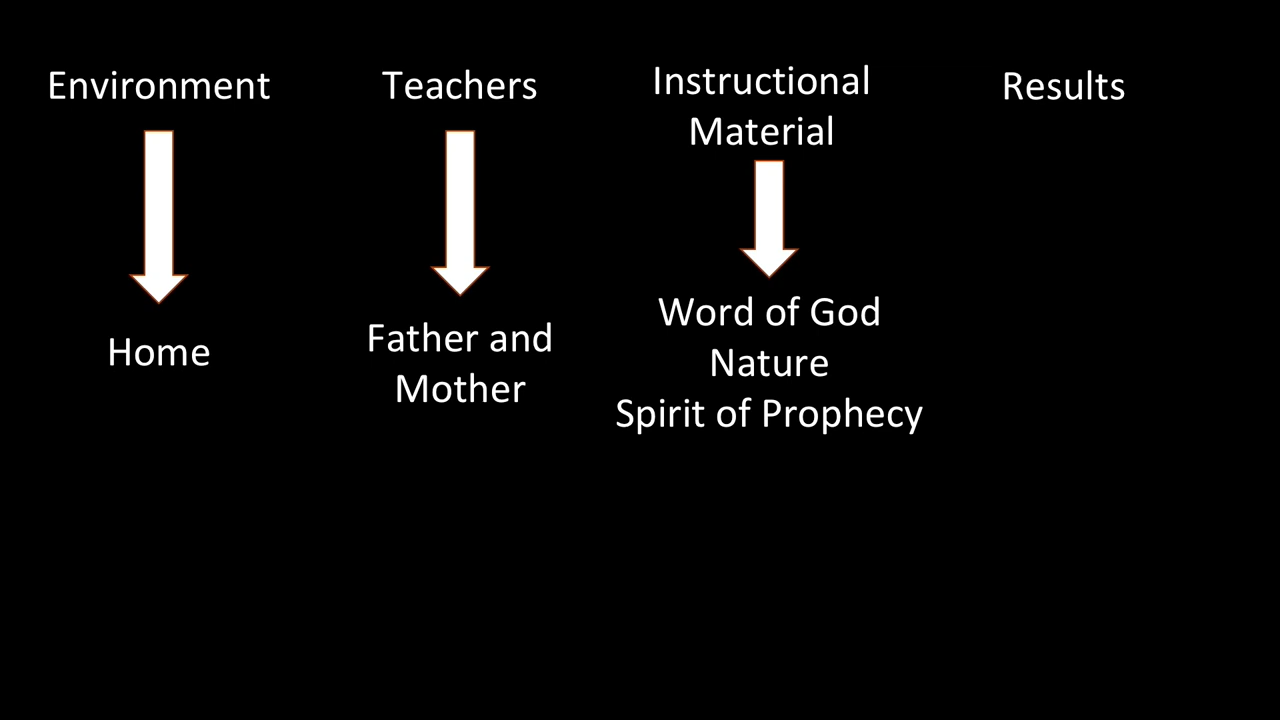 Environment
Teachers
Instructional
Material
Results
Home
Father and
Mother
Word of God
Nature
Spirit of Prophecy